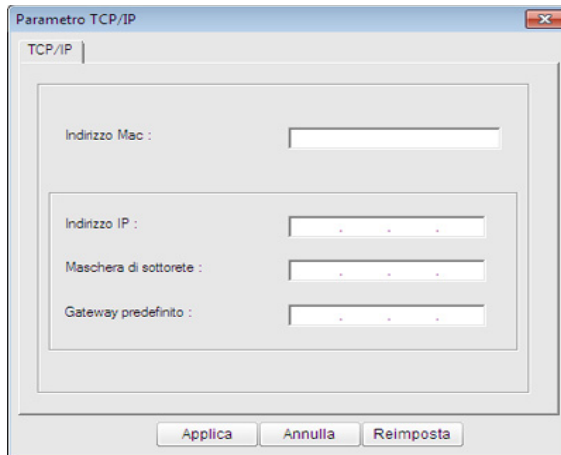 Parametro TCP/IP
TCP/IP
Indirizzo Mac :
Indirizzo IP :
. . .
Maschera di sottorete :
. . .
Gateway predefinito :
. . .
Applica
Annulla
Reimposta